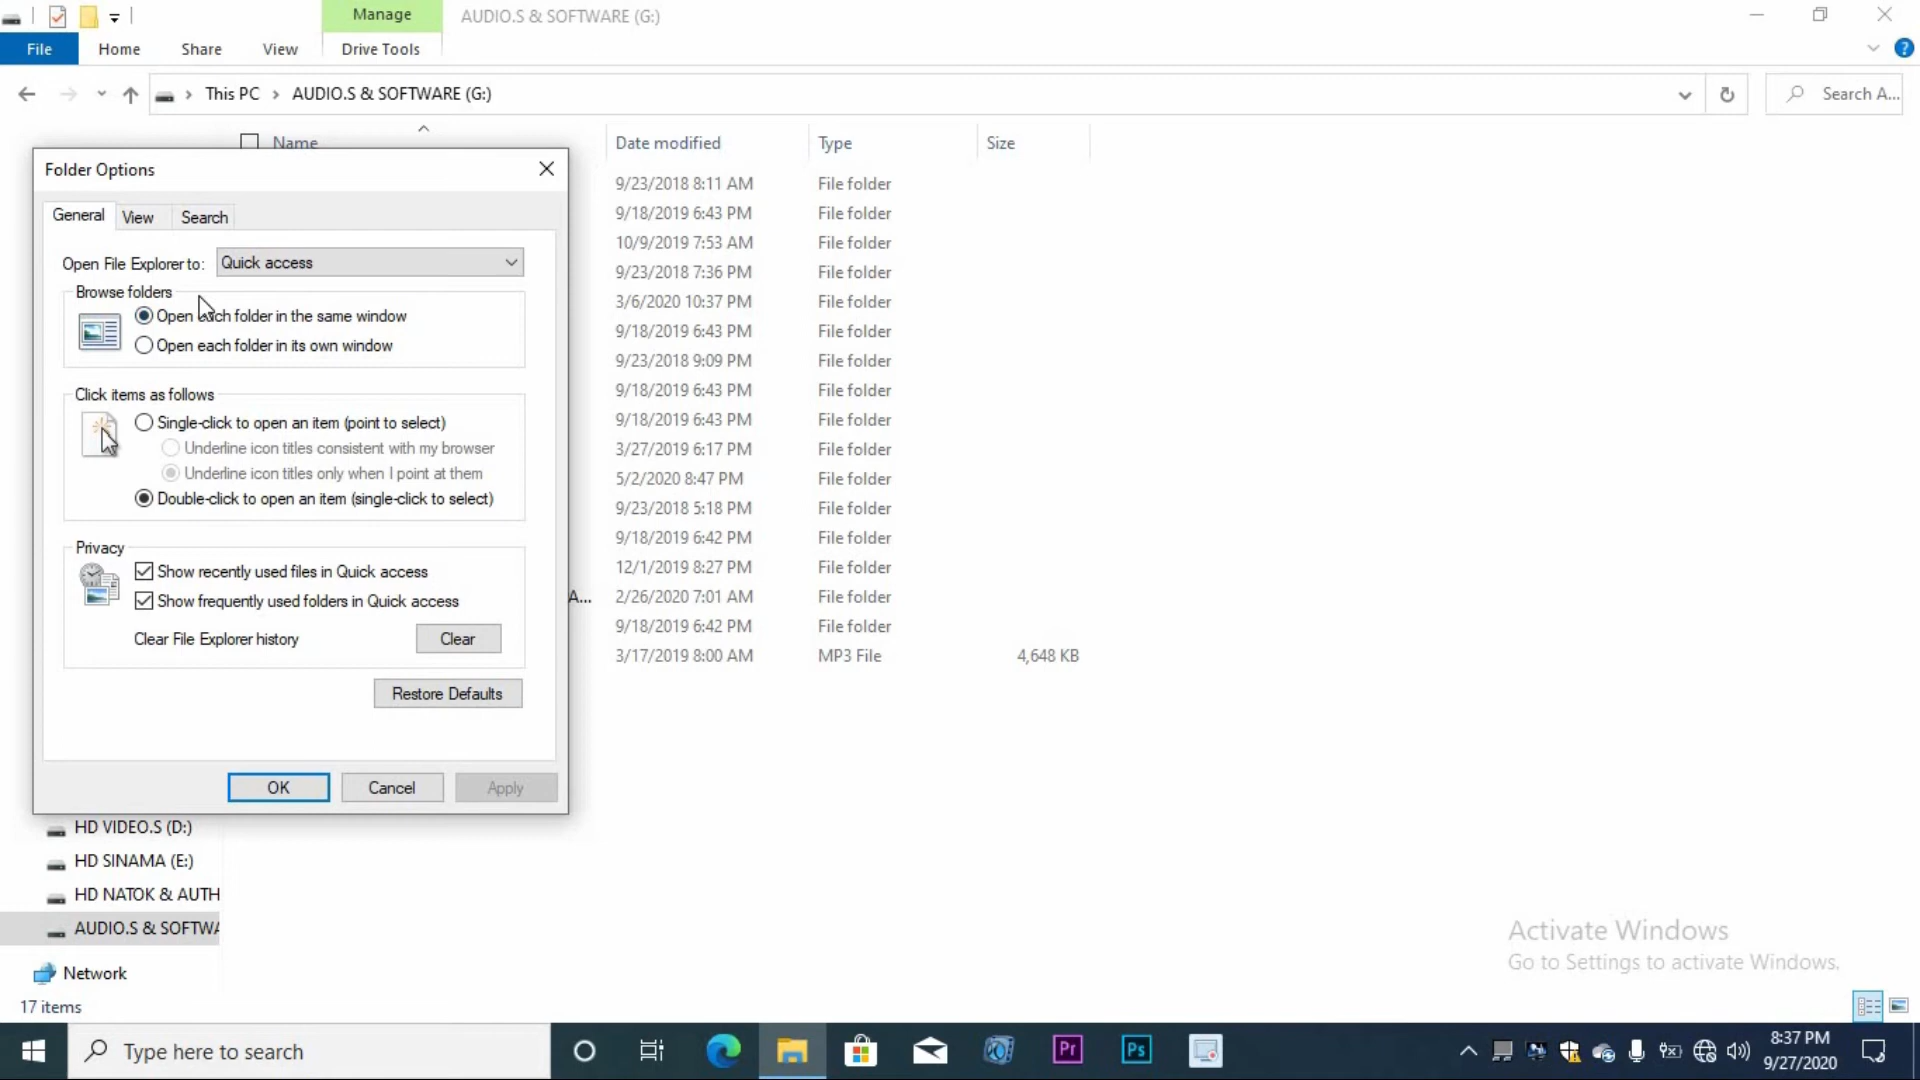 Manage
AUDIO.S & SOFTWARE (G:)
File
Home
Share
View
Drive Tools
This PC
AUDIO.S & SOFTWARE (G:)
Search A...
Name
Date modified
Type
Size
Folder Options
General
View
Search
Open File Explorer to:
Quick access
Browse folders
Open each folder in the same window
Open each folder in its own window
Click items as follows
Single-click to open an item (point to select)
Underline icon titles consistent with my browser
Underline icon titles only when I point at them
Double-click to open an item (single-click to select)
Privacy
Show recently used files in Quick access
Show frequently used folders in Quick access
Clear File Explorer history
Clear
Restore Defaults
OK
Cancel
Apply
9/23/2018 8:11 AM File folder
9/18/2019 6:43 PM File folder
10/9/2019 7:53 AM File folder
9/23/2018 7:36 PM File folder
3/6/2020 10:37 PM File folder
9/18/2019 6:43 PM File folder
9/23/2018 9:09 PM File folder
9/18/2019 6:43 PM File folder
9/18/2019 6:43 PM File folder
3/27/2019 6:17 PM File folder
5/2/2020 8:47 PM File folder
9/23/2018 5:18 PM File folder
9/18/2019 6:42 PM File folder
12/1/2019 8:27 PM File folder
A... 2/26/2020 7:01 AM File folder
9/18/2019 6:42 PM File folder
3/17/2019 8:00 AM MP3 File 4,648 KB
HD VIDEO.S (D:)
HD SINAMA (E:)
HD NATOK & AUTH
AUDIO.S & SOFTWA
Network
17 items
Activate Windows
Go to Settings to activate Windows.
Type here to search
Pr
Ps
8:37 PM
9/27/2020